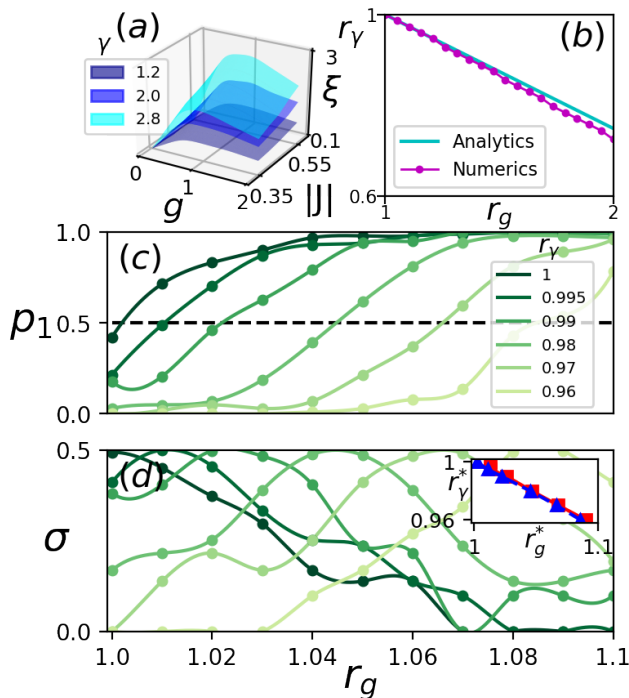 (a)
γ
1.2
2.0
2.8
3
ξ
0.1
0
1
2
g
0.35
0.55
|J|
r_γ
1
(b)
Analytics
Numerics
0.6
1
r_g
2
1.0
(c)
r_γ
1
0.995
0.99
0.98
0.97
0.96
p_1
0.5
0.0
0.5
(d)
1
r_γ^*
0.96
1
r_g^*
1.1
σ
0.0
1.0
1.02
1.04
1.06
1.08
1.1
r_g